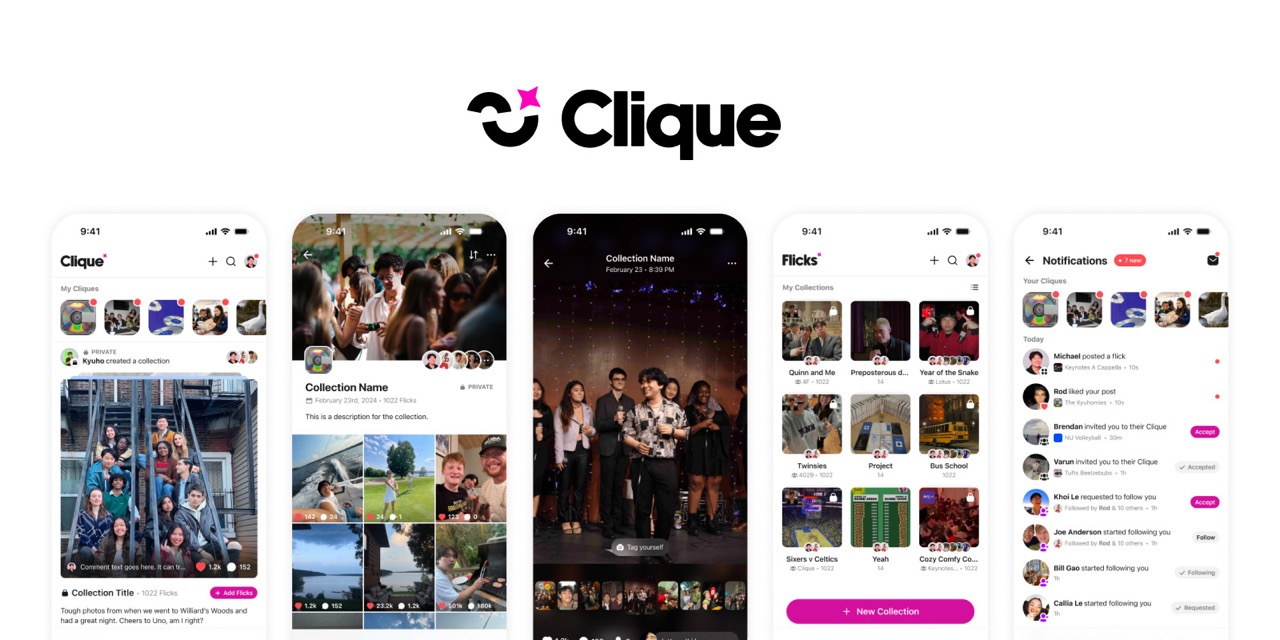 Clique
9:41
Clique
My Cliques
PRIVATE
Kyuho created a collection
Comment text goes here. It can tr...
1.2k
152
Collection Title • 1022 Flicks
+ Add Flicks
Tough photos from when we went to Williard's Woods and
had a great night. Cheers to Uno, am I right?
9:41
Collection Name
PRIVATE
February 23rd, 2024 • 1022 Flicks
This is a description for the collection.
142 24
24 1
123 0
1.2k 152
23.2k 1.2k
501k 180k
9:41
Collection Name
February 23 • 8:39 PM
Tag yourself
9:41
Flicks
My Collections
Quinn and Me
4F • 1022
Preposterous d...
14
Year of the Snake
Lotus • 1022
Twinsies
4029 • 1022
Project
14
Bus School
1022
Sixers v Celtics
Clique • 1022
Yeah
14
Cozy Comfy Co...
Keynotes... • 1022
+ New Collection
9:41
Notifications
+ 7 new
Your Cliques
Today
Michael posted a flick
Keynotes A Cappella • 10s
Rod liked your post
The Kyuhomies • 10s
Brendan invited you to their Clique
NU Volleyball • 30m
Accept
Varun invited you to their Clique
Tufts Beelzebubs • 1h
Accepted
Khoi Le requested to follow you
Followed by Rod & 10 others • 1h
Accept
Joe Anderson started following you
Followed by Rod & 10 others • 1h
Follow
Bill Gao started following you
1h
Following
Callia Le started following you
1h
Requested